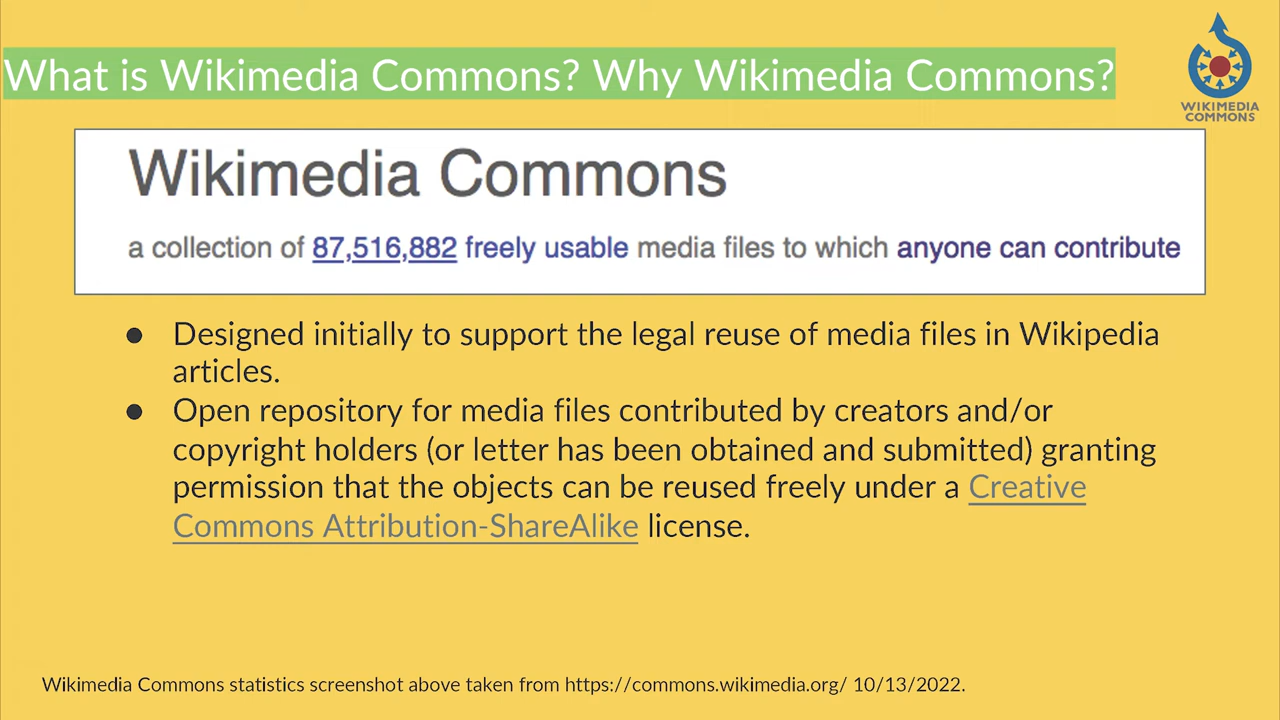 What is Wikimedia Commons? Why Wikimedia Commons?
WIKIMEDIA
COMMONS
Wikimedia Commons
a collection of 87,516,882 freely usable media files to which anyone can contribute
● Designed initially to support the legal reuse of media files in Wikipedia
articles.
● Open repository for media files contributed by creators and/or
copyright holders (or letter has been obtained and submitted) granting
permission that the objects can be reused freely under a Creative
Commons Attribution-ShareAlike license.
Wikimedia Commons statistics screenshot above taken from https://commons.wikimedia.org/ 10/13/2022.